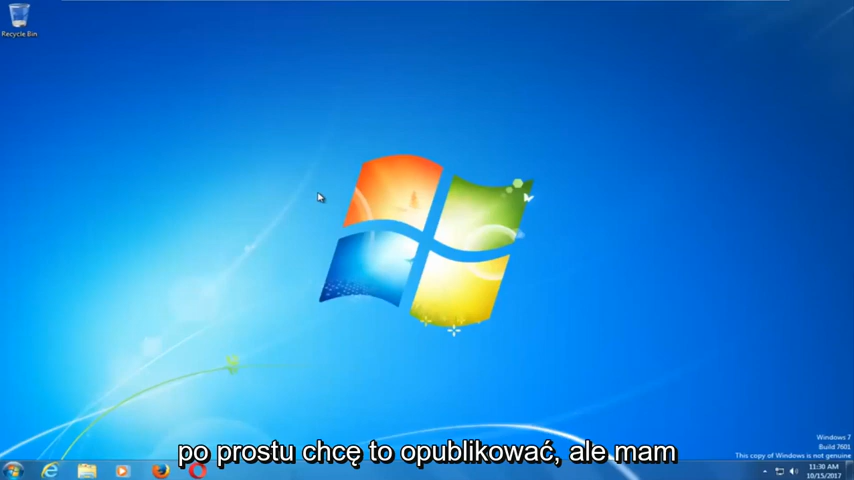 Recycle Bin
Windows 7
Build 7601
This copy of Windows is not genuine
po prostu chcę to opublikować, ale mam
11:30 AM
10/15/2017